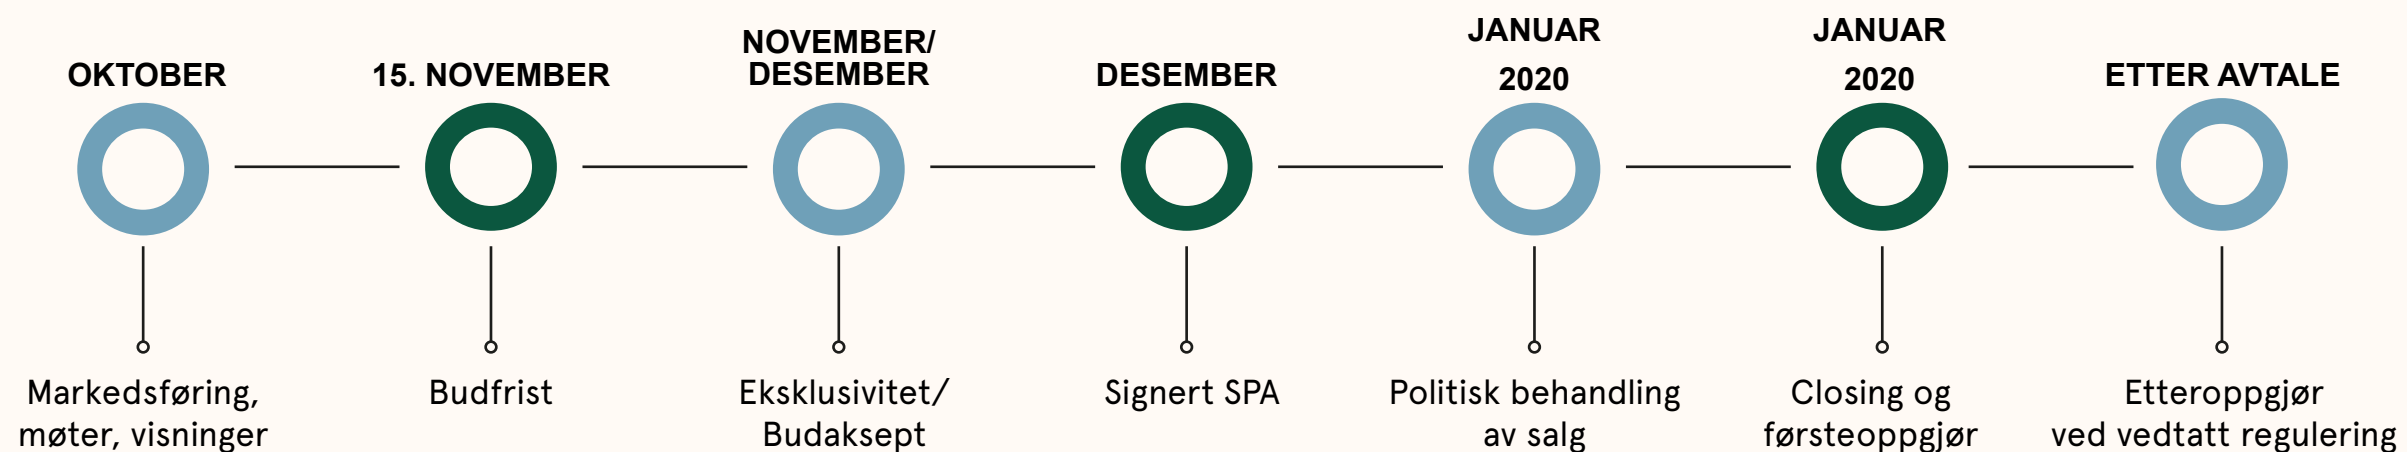 OKTOBER
Markedsføring,
møter, visninger
15. NOVEMBER
Budfrist
NOVEMBER/
DESEMBER
Eksklusivitet/
Budaksept
DESEMBER
Signert SPA
JANUAR
2020
Politisk behandling
av salg
JANUAR
2020
Closing og
førsteoppgjør
ETTER AVTALE
Etteroppgjør
ved vedtatt regulering